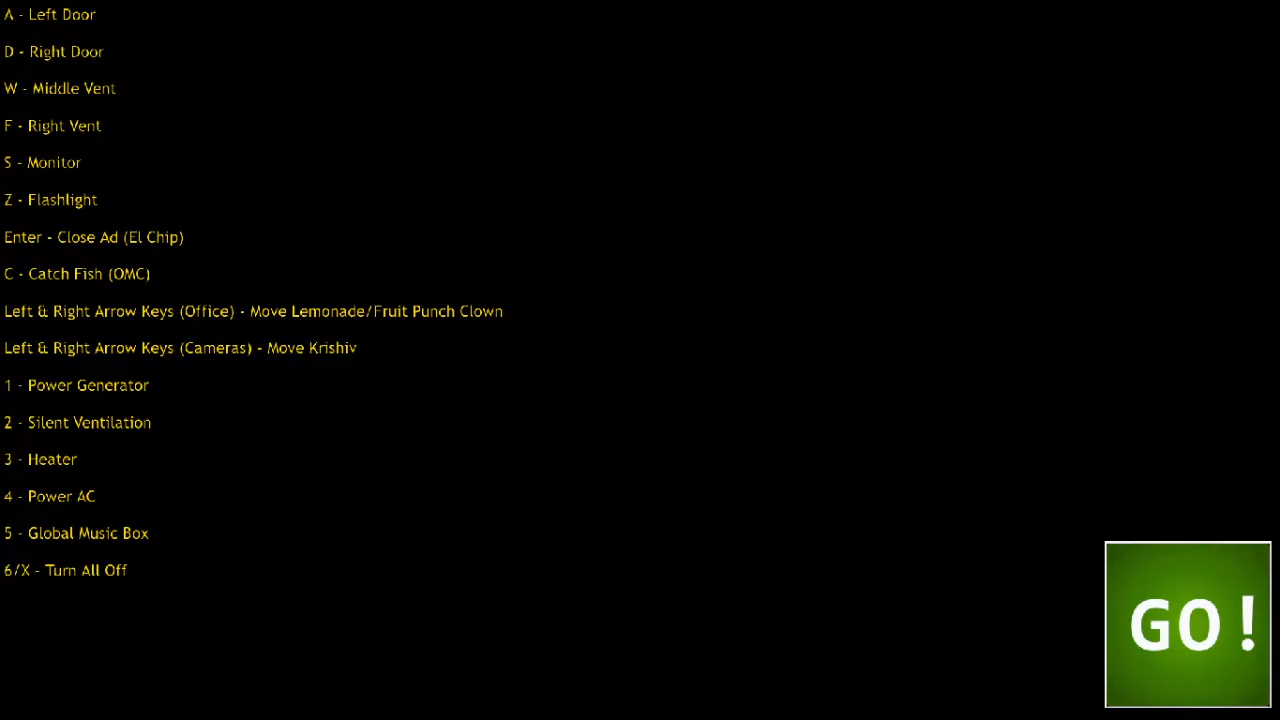 A - Left Door
D - Right Door
W - Middle Vent
F - Right Vent
S - Monitor
Z - Flashlight
Enter - Close Ad (El Chip)
C - Catch Fish (OMC)
Left & Right Arrow Keys (Office) - Move Lemonade/Fruit Punch Clown
Left & Right Arrow Keys (Cameras) - Move Krishiv
1 - Power Generator
2 - Silent Ventilation
3 - Heater
4 - Power AC
5 - Global Music Box
6/X - Turn All Off
GO!